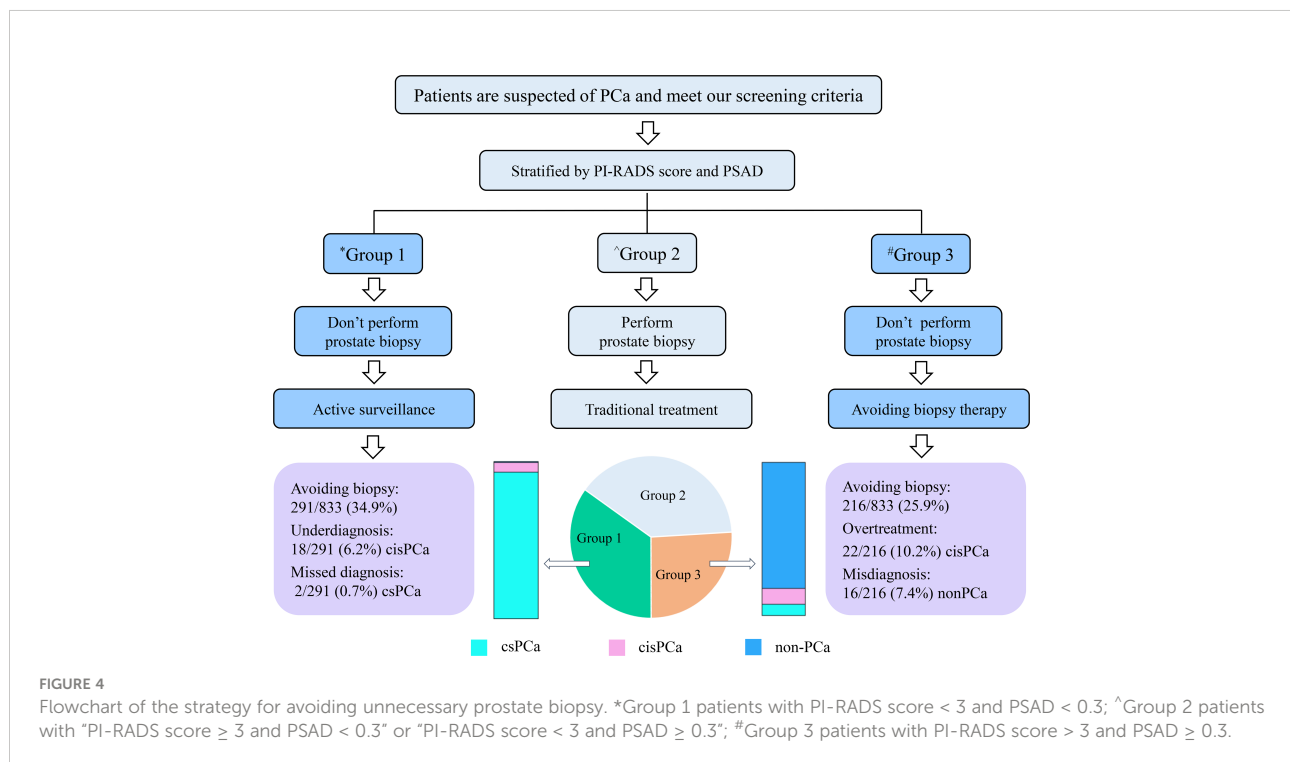 Patients are suspected of PCa and meet our screening criteria
Stratified by PI-RADS score and PSAD
*Group 1
^Group 2
#Group 3
Don't perform
prostate biopsy
Perform
prostate biopsy
Don't perform
prostate biopsy
Active surveillance
Traditional treatment
Avoiding biopsy therapy
Avoiding biopsy:
291/833 (34.9%)
Underdiagnosis:
18/291 (6.2%) cisPCa
Missed diagnosis:
2/291 (0.7%) csPCa
Group 2
Group 1
Group 3
Avoiding biopsy:
216/833 (25.9%)
Overtreatment:
22/216 (10.2%) cisPCa
Misdiagnosis:
16/216 (7.4%) nonPCa
csPCa
cisPCa
non-PCa
FIGURE 4
Flowchart of the strategy for avoiding unnecessary prostate biopsy. *Group 1 patients with PI-RADS score < 3 and PSAD < 0.3; ^Group 2 patients
with "PI-RADS score ≥ 3 and PSAD < 0.3" or "PI-RADS score < 3 and PSAD ≥ 0.3"; #Group 3 patients with PI-RADS score > 3 and PSAD ≥ 0.3.